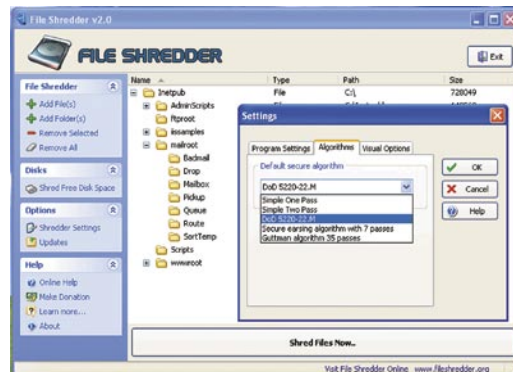 File Shredder v2.0
FILE SHREDDER
Exit
File Shredder
Add File(s)
Add Folder(s)
Remove Selected
Remove All
Disks
Shred Free Disk Space
Options
Shredder Settings
Updates
Help
Online Help
Make Donation
Learn more...
About
Name Type Path Size
Inetpub File C:\, 728049
AdminScripts
ftproot
iissamples
mailroot
Badmail
Drop
Mailbox
Pickup
Queue
Route
SortTemp
Scripts
wwwroot
Settings
Program Settings Algorithms Visual Options
Default secure algorithm
DoD 5220-22.M
Simple One Pass
Simple Two Pass
DoD 5220-22.M
Secure earsing algorithm with 7 passes
Guttman algorithm 35 passes
OK
Cancel
Help
Shred Files Now..
Visit File Shredder Online www.fileshredder.org